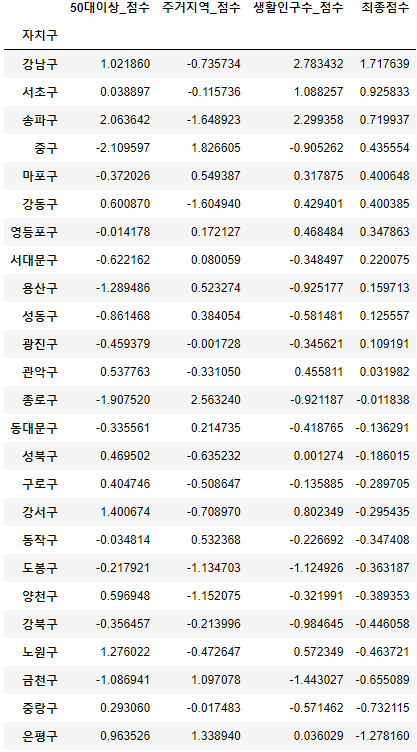 50대이상_점수 주거지역_점수 생활인구수_점수 최종점수
자치구
강남구 1.021860 -0.735734 2.783432 1.717639
서초구 0.038897 -0.115736 1.088257 0.925833
송파구 2.063642 -1.648923 2.299358 0.719937
중구 -2.109597 1.826605 -0.905262 0.435554
마포구 -0.372026 0.549387 0.317875 0.400648
강동구 0.600870 -1.604940 0.429401 0.400385
영등포구 -0.014178 0.172127 0.468484 0.347863
서대문구 -0.622162 0.080059 -0.348497 0.220075
용산구 -1.289486 0.523274 -0.925177 0.159713
성동구 -0.861468 0.384054 -0.581481 0.125557
광진구 -0.459379 -0.001728 -0.345621 0.109191
관악구 0.537763 -0.331050 0.455811 0.031982
종로구 -1.907520 2.563240 -0.921187 -0.011838
동대문구 -0.335561 0.214735 -0.418765 -0.136291
성북구 0.469502 -0.635232 0.001274 -0.186015
구로구 0.404746 -0.508647 -0.135885 -0.289705
강서구 1.400674 -0.708970 0.802349 -0.295435
동작구 -0.034814 0.532368 -0.226692 -0.347408
도봉구 -0.217921 -1.134703 -1.124926 -0.363187
양천구 0.596948 -1.152075 -0.321991 -0.389353
강북구 -0.356457 -0.213996 -0.984645 -0.446058
노원구 1.276022 -0.472647 0.572349 -0.463721
금천구 -1.086941 1.097078 -1.443027 -0.655089
중랑구 0.293060 -0.017483 -0.571462 -0.732115
은평구 0.963526 1.338940 0.036029 -1.278160